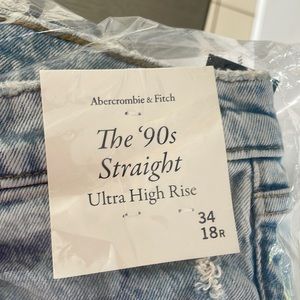 Abercrombie & Fitch
The '90s
Straight
Ultra High Rise
34
18R